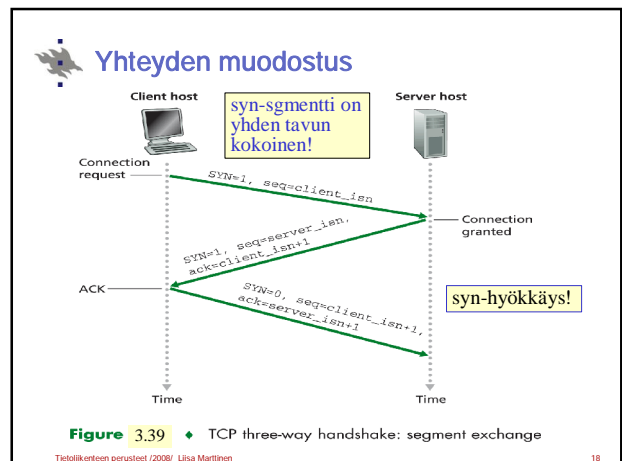 Yhteyden muodostus
Client host
Server host
syn-sgmentti on
yhden tavun
kokoinen!
Connection
request
SYN=1, seq=client_isn
Connection
granted
SYN=1, seq=server_isn,
ack=client_isn+1
ACK
SYN=0, seq=client_isn+1,
ack=server_isn+1
syn-hyökkäys!
Time
Time
Figure 3.39 ♦ TCP three-way handshake: segment exchange
Tietoliikenteen perusteet /2008/ Liisa Marttinen
18